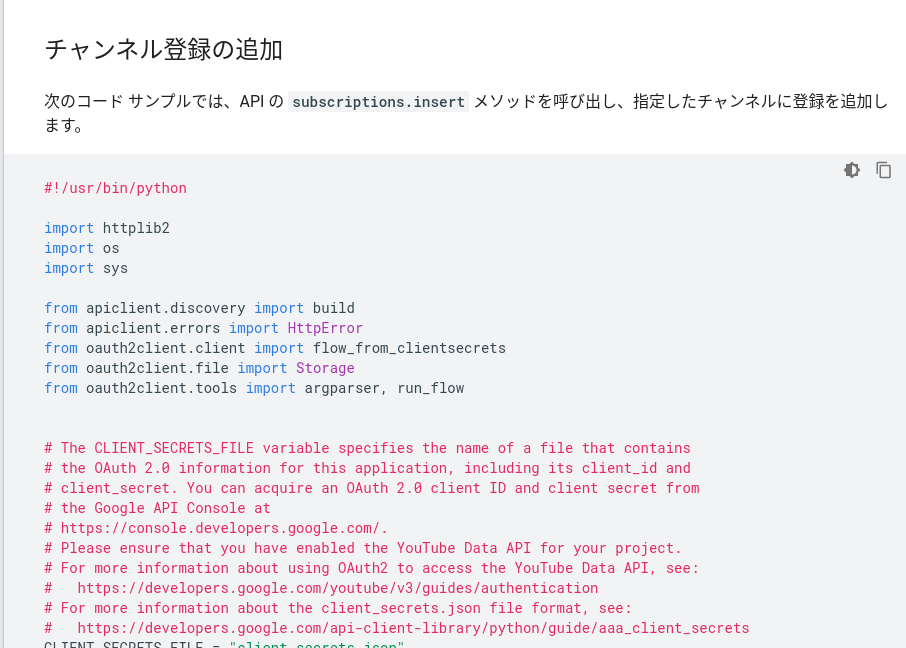 チャンネル登録の追加
次のコード サンプルでは、API の subscriptions.insert メソッドを呼び出し、指定したチャンネルに登録を追加し
ます。
#!/usr/bin/python
import httplib2
import os
import sys
from apiclient.discovery import build
from apiclient.errors import HttpError
from oauth2client.client import flow_from_clientsecrets
from oauth2client.file import Storage
from oauth2client.tools import argparser, run_flow
# The CLIENT_SECRETS_FILE variable specifies the name of a file that contains
# the OAuth 2.0 information for this application, including its client_id and
# client_secret. You can acquire an OAuth 2.0 client ID and client secret from
# the Google API Console at
# https://console.developers.google.com/.
# Please ensure that you have enabled the YouTube Data API for your project.
# For more information about using OAuth2 to access the YouTube Data API, see:
#   https://developers.google.com/youtube/v3/guides/authentication
# For more information about the client_secrets.json file format, see:
#   https://developers.google.com/api-client-library/python/guide/aaa_client_secrets
CLIENT_SECRETS_FILE = "client_secrets.json"